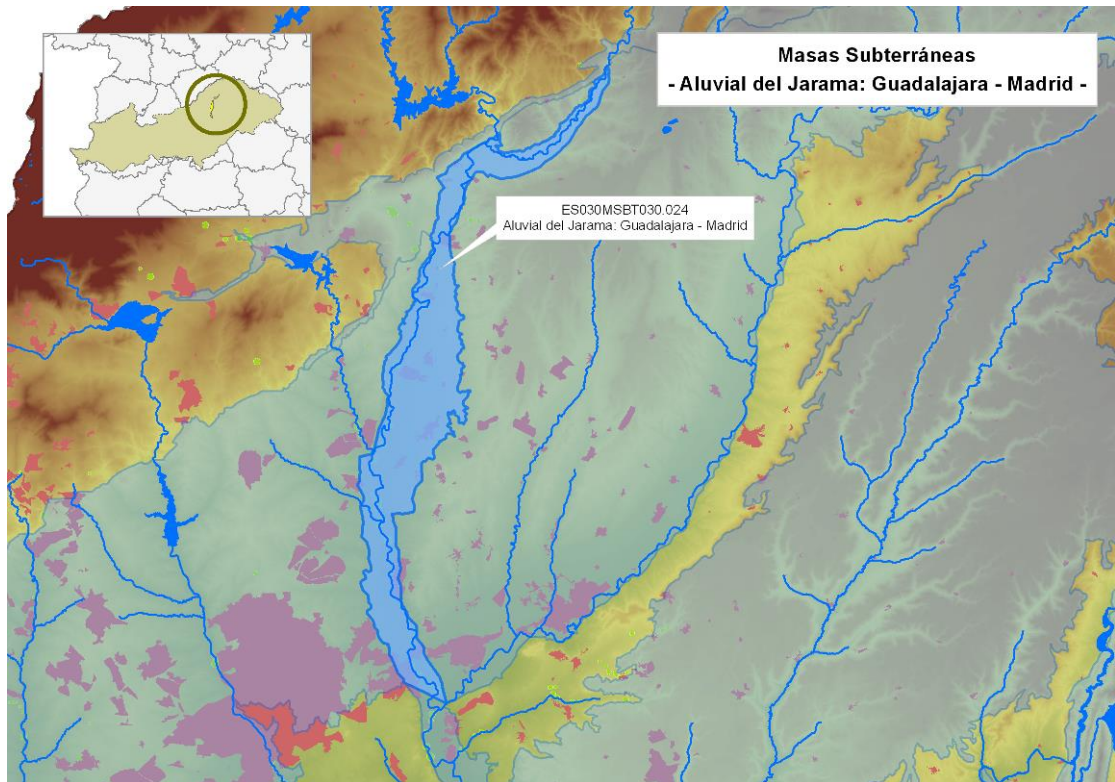 Masas Subterráneas
- Aluvial del Jarama: Guadalajara - Madrid -
ES030MSBT030.024
Aluvial del Jarama: Guadalajara - Madrid